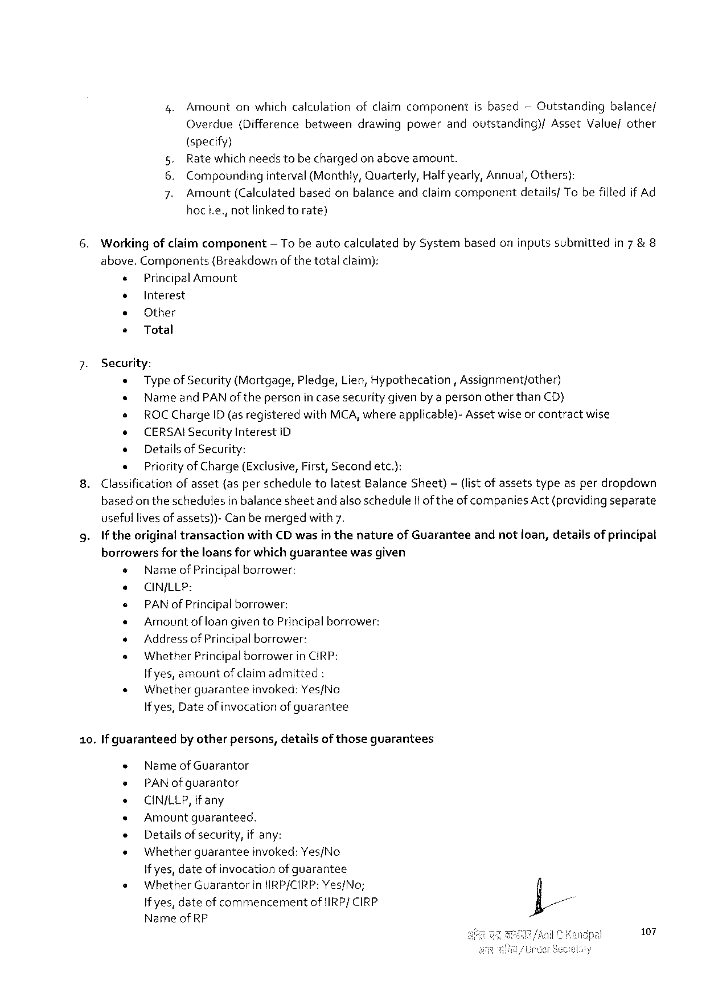 4. Amount on which calculation of claim component is based – Outstanding balance/
Overdue (Difference between drawing power and outstanding)/ Asset Value/ other
(specify)
5. Rate which needs to be charged on above amount.
6. Compounding interval (Monthly, Quarterly, Half yearly, Annual, Others):
7. Amount (Calculated based on balance and claim component details/ To be filled if Ad
hoc i.e., not linked to rate)
6. Working of claim component – To be auto calculated by System based on inputs submitted in 7 & 8
above. Components (Breakdown of the total claim):
• Principal Amount
• Interest
• Other
• Total
7. Security:
• Type of Security (Mortgage, Pledge, Lien, Hypothecation , Assignment/other)
• Name and PAN of the person in case security given by a person other than CD)
• ROC Charge ID (as registered with MCA, where applicable)- Asset wise or contract wise
• CERSAI Security Interest ID
• Details of Security:
• Priority of Charge (Exclusive, First, Second etc.):
8. Classification of asset (as per schedule to latest Balance Sheet) – (list of assets type as per dropdown
based on the schedules in balance sheet and also schedule II of the of companies Act (providing separate
useful lives of assets))- Can be merged with 7.
9. If the original transaction with CD was in the nature of Guarantee and not loan, details of principal
borrowers for the loans for which guarantee was given
• Name of Principal borrower:
• CIN/LLP:
• PAN of Principal borrower:
• Amount of loan given to Principal borrower:
• Address of Principal borrower:
• Whether Principal borrower in CIRP:
If yes, amount of claim admitted :
• Whether guarantee invoked: Yes/No
If yes, Date of invocation of guarantee
10. If guaranteed by other persons, details of those guarantees
• Name of Guarantor
• PAN of guarantor
• CIN/LLP, if any
• Amount guaranteed.
• Details of security, if any:
• Whether guarantee invoked: Yes/No
If yes, date of invocation of guarantee
• Whether Guarantor in IIRP/CIRP: Yes/No;
If yes, date of commencement of IIRP/ CIRP
Name of RP
/Anil C Kandpal
107
/Under Secretary